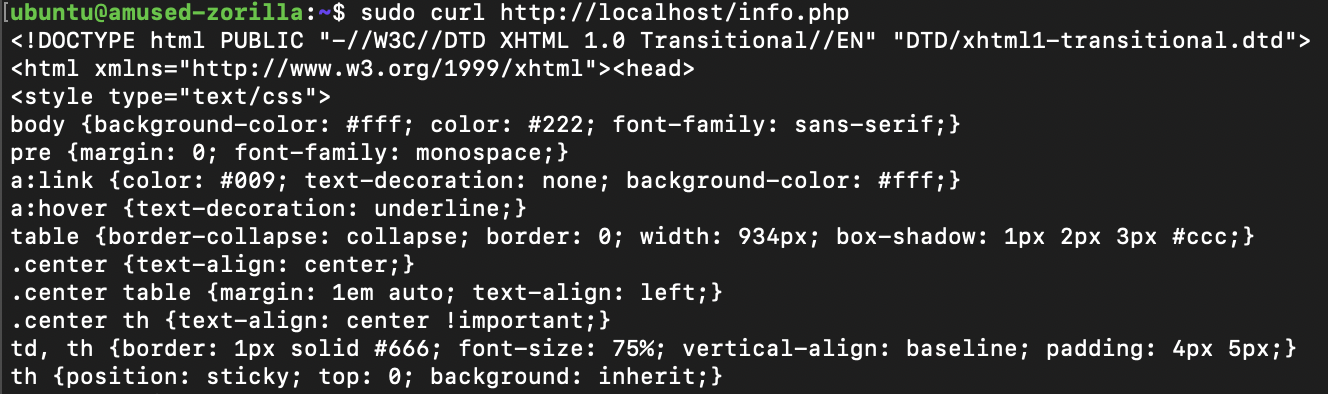 [ubuntu@amused-zorilla:~$ sudo curl http://localhost/info.php
<!DOCTYPE html PUBLIC "-//W3C//DTD XHTML 1.0 Transitional//EN" "DTD/xhtml1-transitional.dtd">
<html xmlns="http://www.w3.org/1999/xhtml"><head>
<style type="text/css">
body {background-color: #fff; color: #222; font-family: sans-serif;}
pre {margin: 0; font-family: monospace;}
a:link {color: #009; text-decoration: none; background-color: #fff;}
a:hover {text-decoration: underline;}
table {border-collapse: collapse; border: 0; width: 934px; box-shadow: 1px 2px 3px #ccc;}
.center {text-align: center;}
.center table {margin: 1em auto; text-align: left;}
.center th {text-align: center !important;}
td, th {border: 1px solid #666; font-size: 75%; vertical-align: baseline; padding: 4px 5px;}
th {position: sticky; top: 0; background: inherit;}